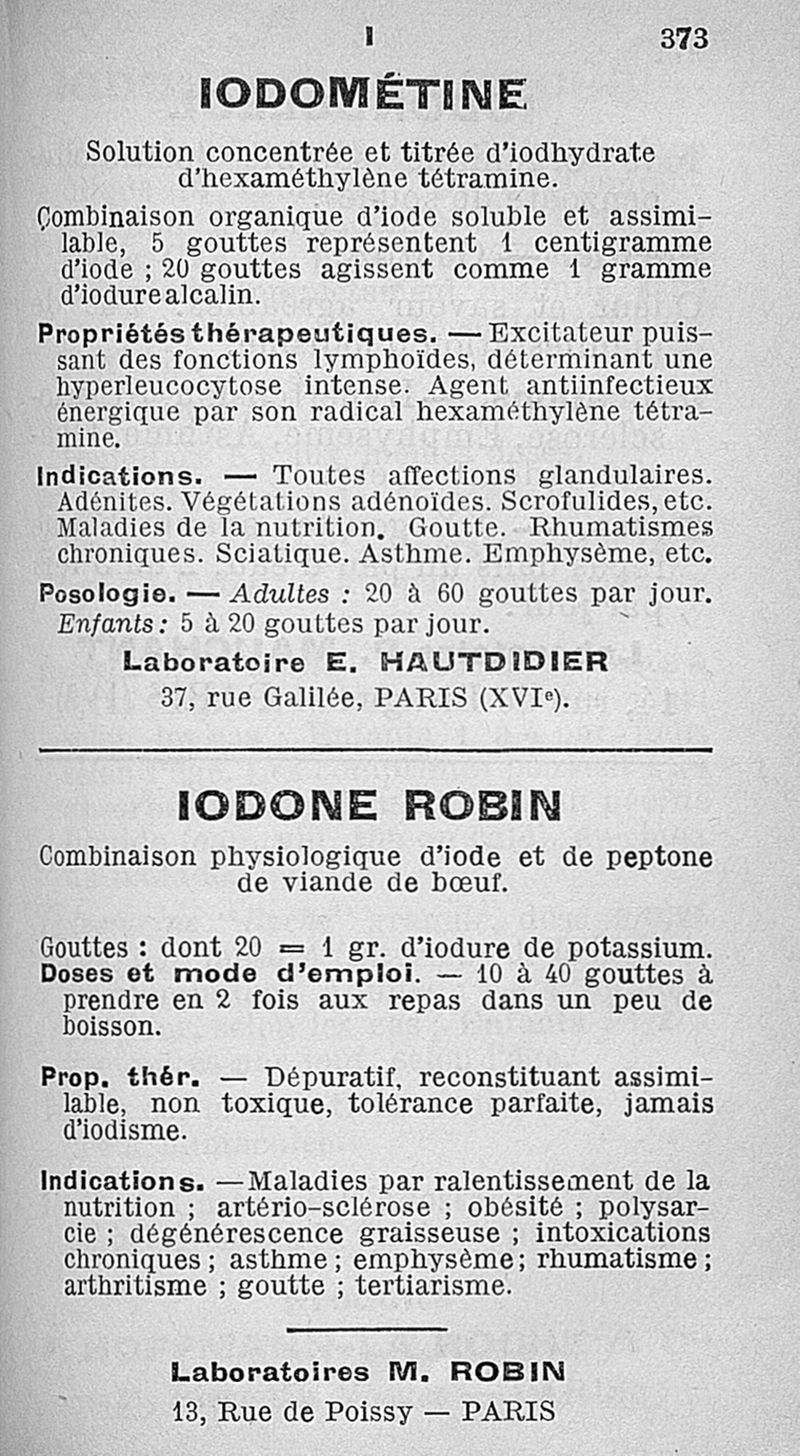 I 373
IODOMÉTINE
Solution concentrée et titrée d'iodhydrate
d'hexaméthylène tétramine.
Combinaison organique d'iode soluble et assimi-
lable, 5 gouttes représentent 1 centigramme
d'iode ; 20 gouttes agissent comme 1 gramme
d'iodure alcalin.
Propriétés thérapeutiques. — Excitateur puis-
sant des fonctions lymphoïdes, déterminant une
hyperleucocytose intense. Agent antiinfectieux
énergique par son radical hexaméthylène tétra-
mine.
Indications. — Toutes affections glandulaires.
Adénites. Végétations adénoïdes. Scrofulides, etc.
Maladies de la nutrition. Goutte. Rhumatismes
chroniques. Sciatique. Asthme. Emphysème, etc.
Posologie. — Adultes : 20 à 60 gouttes par jour.
Enfants : 5 à 20 gouttes par jour.
Laboratoire E. HAUTDIDIER
37, rue Galilée, PARIS (XVIe).
IODONE ROBIN
Combinaison physiologique d'iode et de peptone
de viande de bœuf.
Gouttes : dont 20 = 1 gr. d'iodure de potassium.
Doses et mode d'emploi. — 10 à 40 gouttes à
prendre en 2 fois aux repas dans un peu de
boisson.
Prop. thér. — Dépuratif, reconstituant assimi-
lable, non toxique, tolérance parfaite, jamais
d'iodisme.
Indications. — Maladies par ralentissement de la
nutrition ; artério-sclérose ; obésité ; polysar-
cie ; dégénérescence graisseuse ; intoxications
chroniques ; asthme ; emphysème ; rhumatisme ;
arthritisme ; goutte ; tertiarisme.
Laboratoires M. ROBIN
13, Rue de Poissy — PARIS